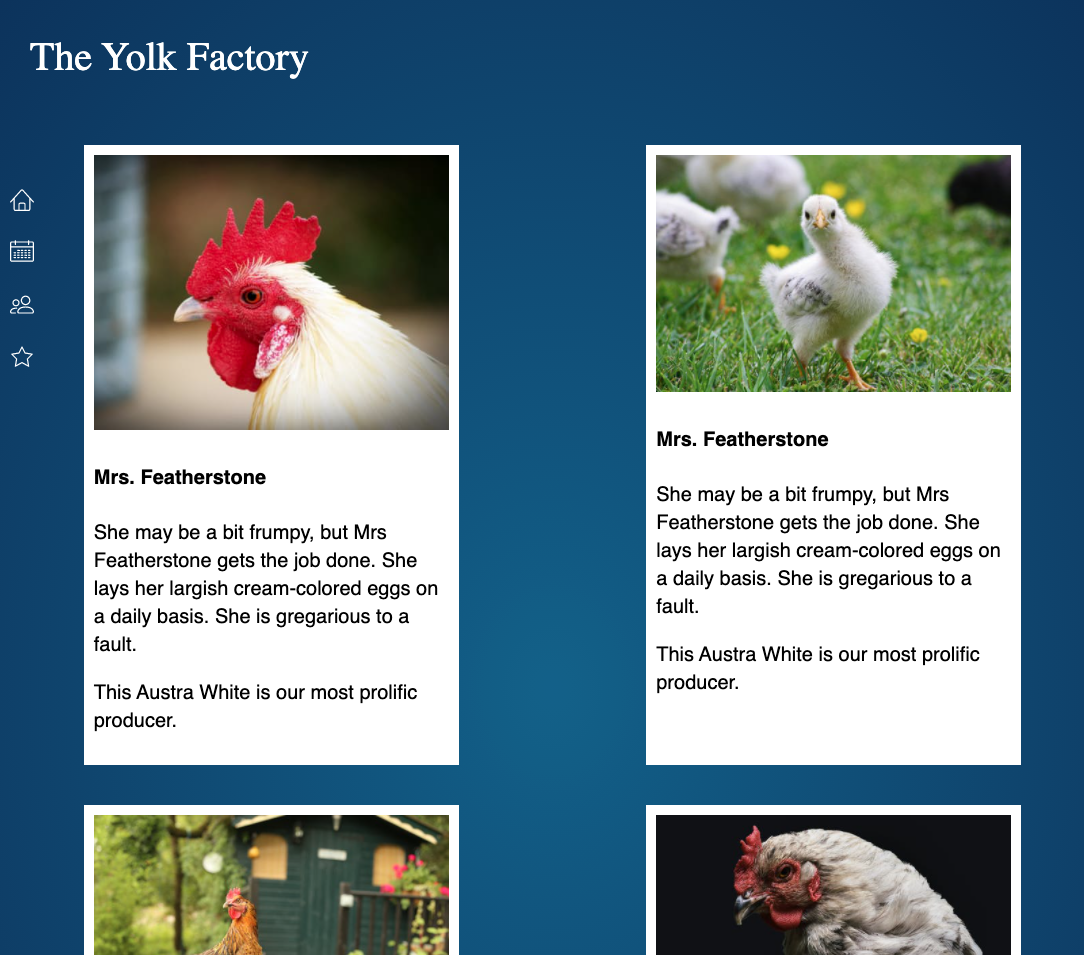 The Yolk Factory
Mrs. Featherstone
She may be a bit frumpy, but Mrs
Featherstone gets the job done. She
lays her largish cream-colored eggs on
a daily basis. She is gregarious to a
fault.
This Austra White is our most prolific
producer.
Mrs. Featherstone
She may be a bit frumpy, but Mrs
Featherstone gets the job done. She
lays her largish cream-colored eggs on
a daily basis. She is gregarious to a
fault.
This Austra White is our most prolific
producer.